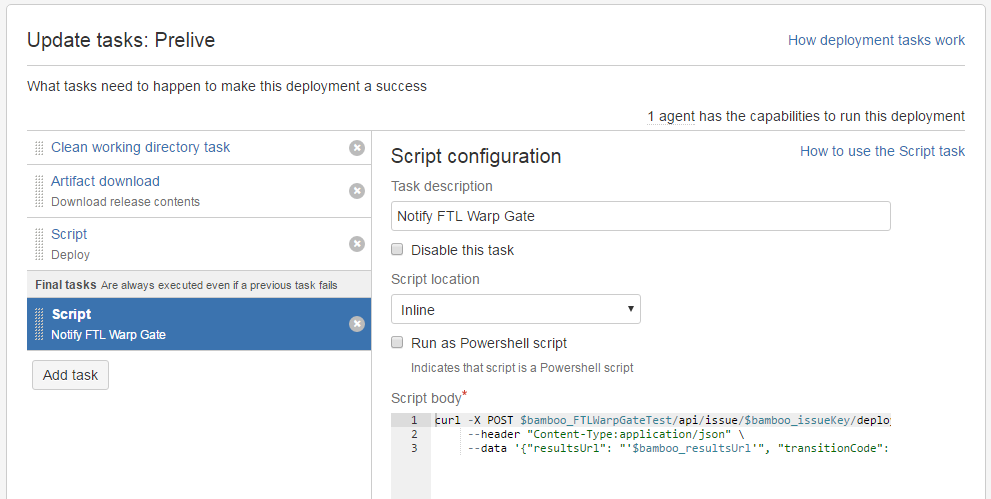 Update tasks: Prelive
How deployment tasks work
What tasks need to happen to make this deployment a success
1 agent has the capabilities to run this deployment
Clean working directory task
Artifact download
Download release contents
Script
Deploy
Final tasks Are always executed even if a previous task fails
Script
Notify FTL Warp Gate
Add task
Script configuration
How to use the Script task
Task description
Notify FTL Warp Gate
Disable this task
Script location
Inline
Run as Powershell script
Indicates that script is a Powershell script
Script body*
1 curl -X POST $bamboo_FTLWarpGateTest/api/issue/$bamboo_issueKey/deplo
2 --header "Content-Type:application/json" \
3 --data '{"resultsUrl": "'$bamboo_resultsUrl'", "transitionCode":